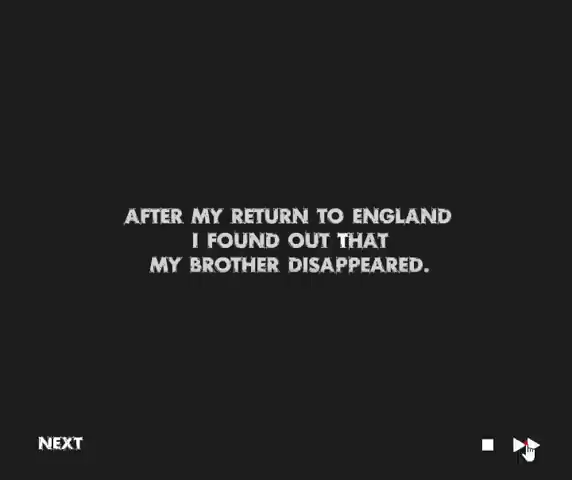 AFTER MY RETURN TO ENGLAND
I FOUND OUT THAT
MY BROTHER DISAPPEARED.
NEXT